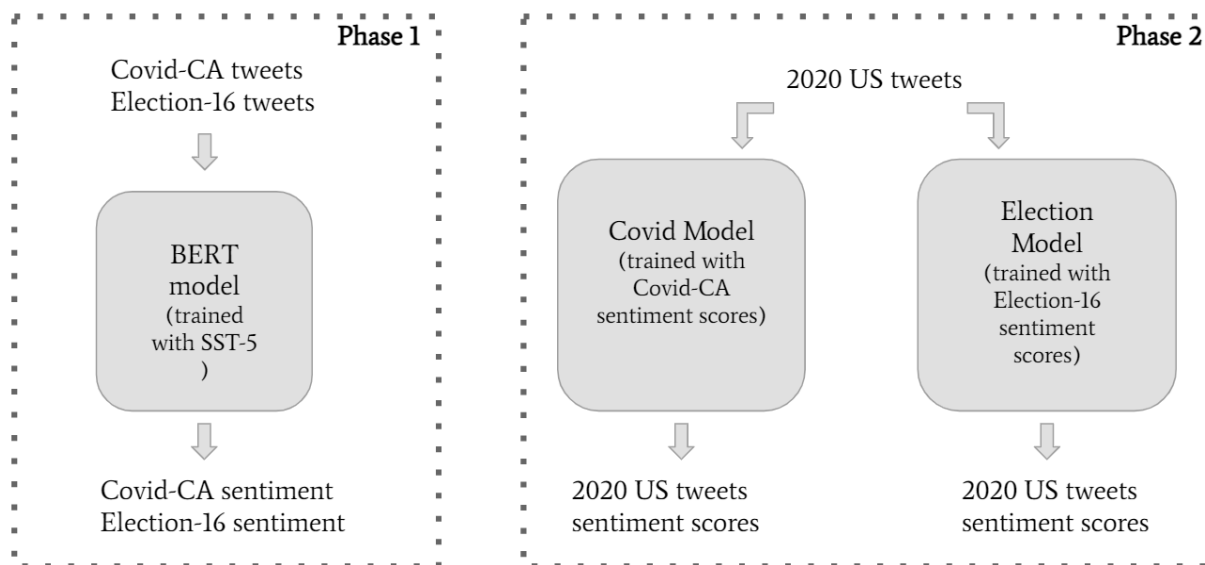 Phase 1
Covid-CA tweets
Election-16 tweets
BERT
model
(trained
with SST-5
)
Covid-CA sentiment
Election-16 sentiment
Phase 2
2020 US tweets
Covid Model
(trained with
Covid-CA
sentiment scores)
Election
Model
(trained with
Election-16
sentiment
scores)
2020 US tweets
sentiment scores
2020 US tweets
sentiment scores